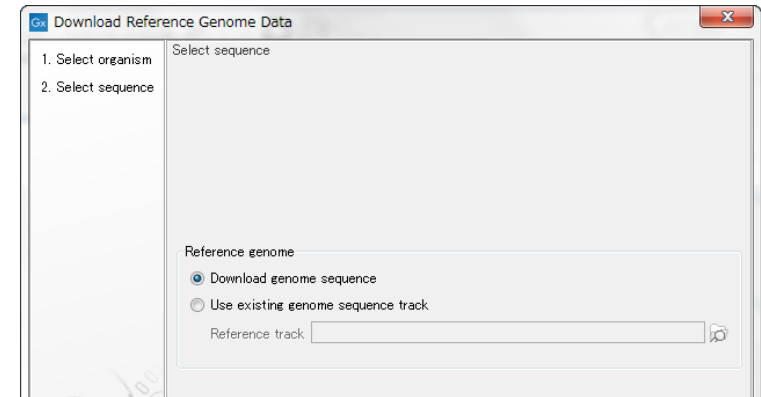 Gx Download Reference Genome Data
x
1. Select organism
2. Select sequence
Select sequence
Reference genome
Download genome sequence
Use existing genome sequence track
Reference track